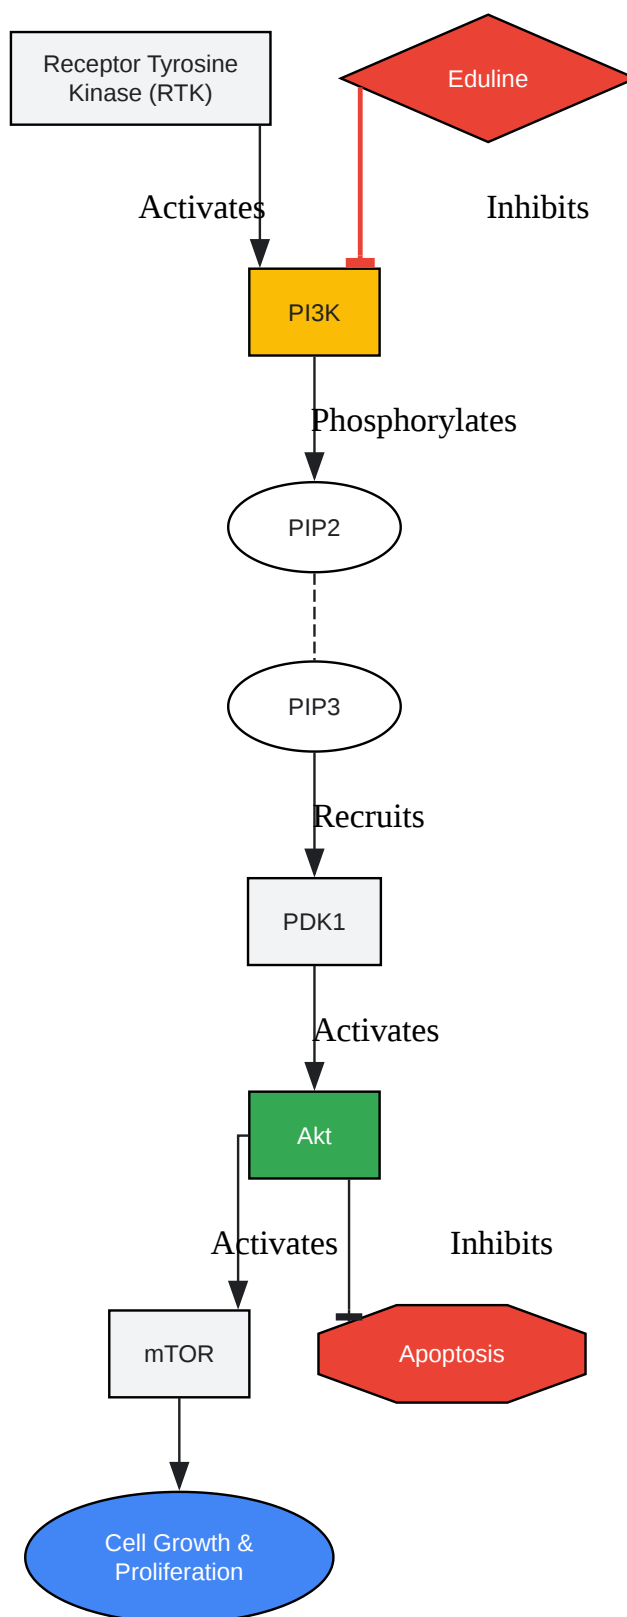 Receptor Tyrosine
Kinase (RTK)
Eduline
Activates
Inhibits
PI3K
Phosphorylates
PIP2
PIP3
Recruits
PDK1
Activates
Akt
Activates
Inhibits
mTOR
Apoptosis
Cell Growth &
Proliferation